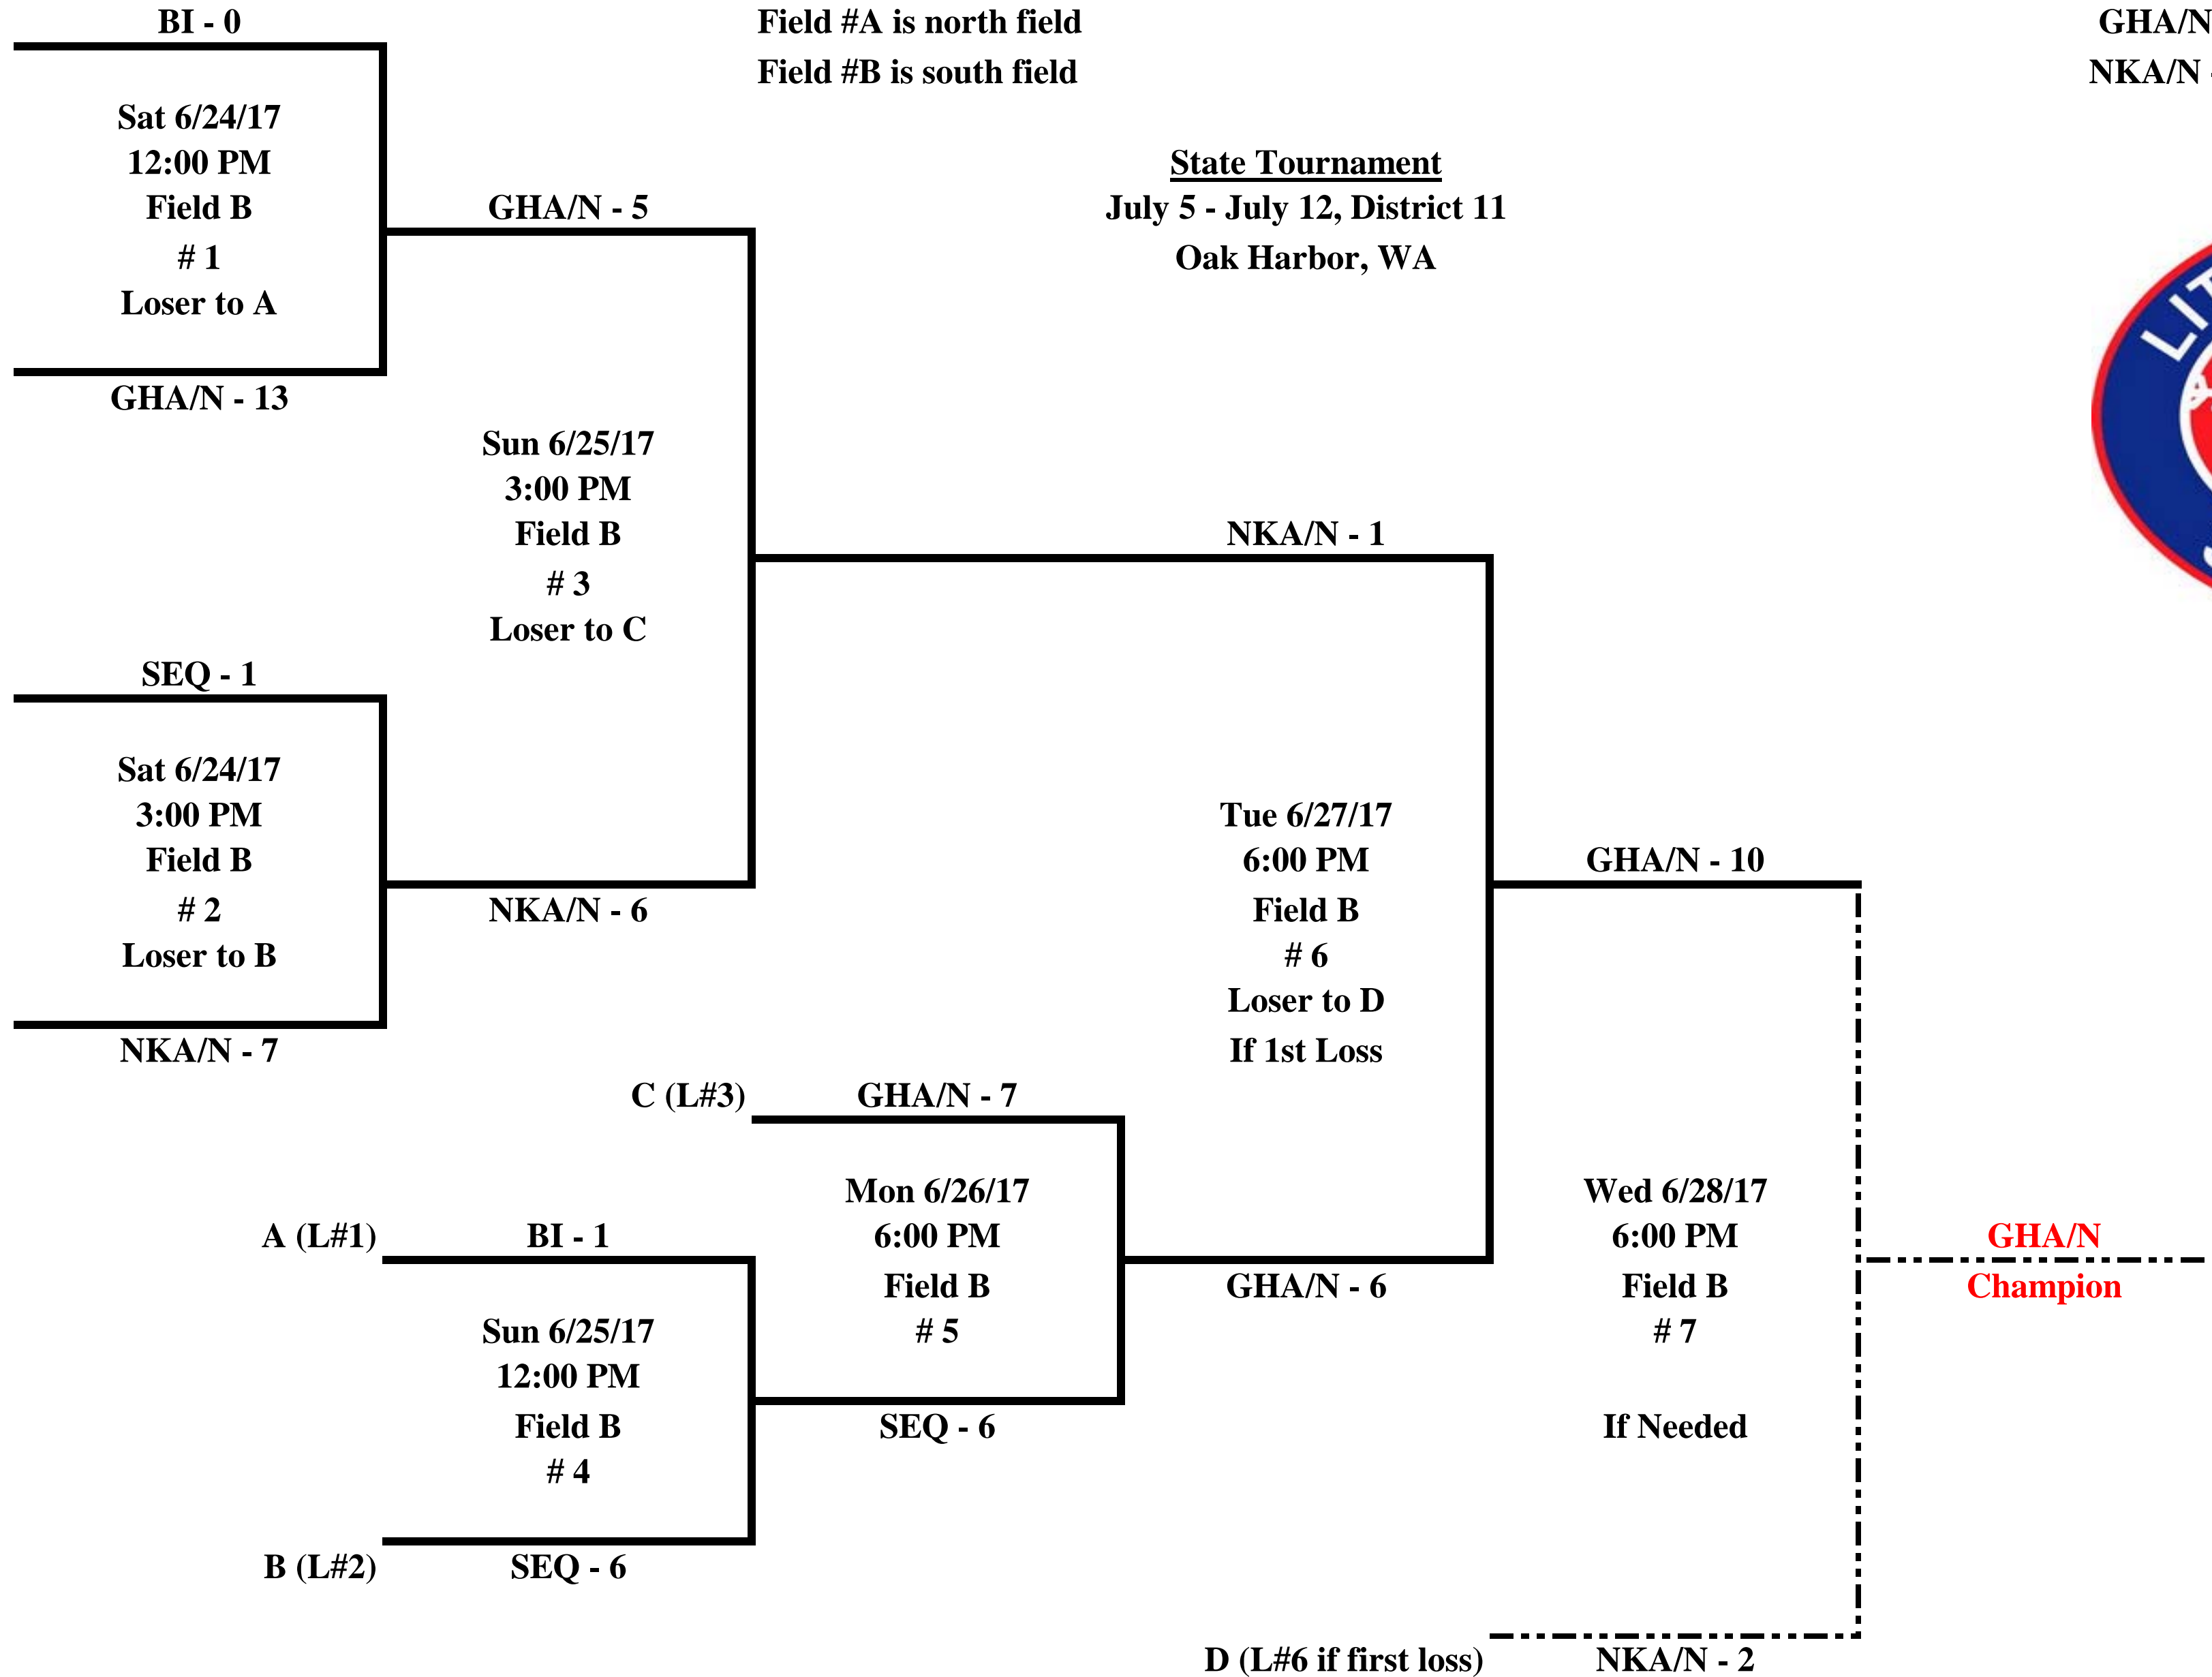 BI - 0
Field #A is north field
GHA/N
Field #B is south field
NKA/N
Sat 6/24/17
12:00 PM
Field B
# 1
Loser to A
State Tournament
July 5 - July 12, District 11
Oak Harbor, WA
GHA/N - 5
GHA/N - 13
Sun 6/25/17
3:00 PM
Field B
# 3
Loser to C
NKA/N - 1
SEQ - 1
Sat 6/24/17
3:00 PM
Field B
# 2
Loser to B
NKA/N - 6
NKA/N - 7
Tue 6/27/17
6:00 PM
Field B
# 6
Loser to D
If 1st Loss
GHA/N - 10
C (L#3)
GHA/N - 7
Mon 6/26/17
6:00 PM
Field B
# 5
A (L#1)
BI - 1
GHA/N - 6
Wed 6/28/17
6:00 PM
Field B
# 7
If Needed
GHA/N
Champion
Sun 6/25/17
12:00 PM
Field B
# 4
SEQ - 6
B (L#2)
SEQ - 6
D (L#6 if first loss)
NKA/N - 2